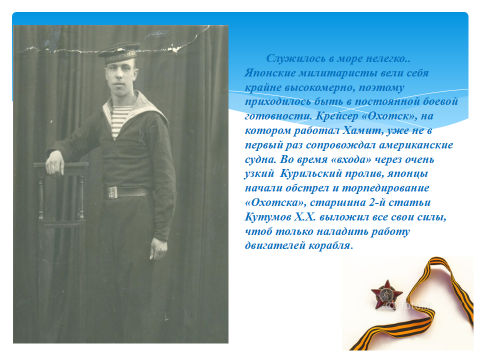 Служилось в море нелегко..
Японские милитаристы вели себя
крайне высокомерно, поэтому
приходилось быть в постоянной боевой
готовности. Крейсер «Охотск», на
котором работал Хамит, уже не в
первый раз сопровождал американские
судна. Во время «входа» через очень
узкий Курильский пролив, японцы
начали обстрел и торпедирование
«Охотска», старшина 2-й статьи
Кутумов Х.Х. выложил все свои силы,
чтоб только наладить работу
двигателей корабля.